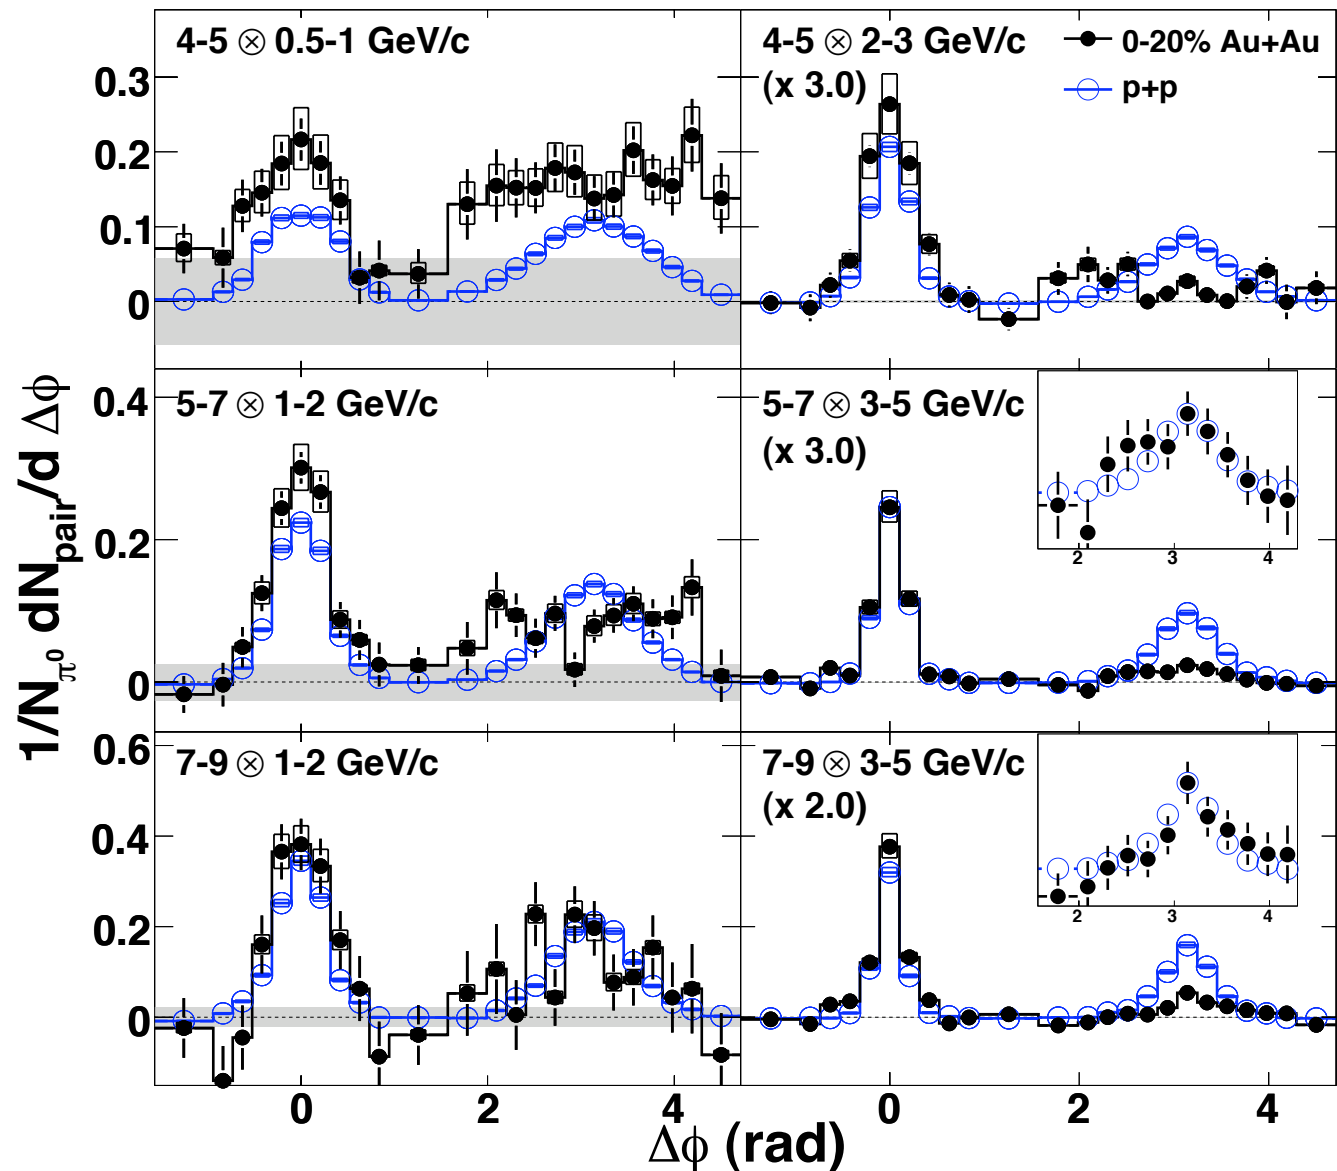 4-5 ⊗ 0.5-1 GeV/c
4-5 ⊗ 2-3 GeV/c
(x 3.0)
0-20% Au+Au
p+p
0.3
0.2
0.1
0
5-7 ⊗ 1-2 GeV/c
5-7 ⊗ 3-5 GeV/c
(x 3.0)
2 3 4
0.4
0.2
0
7-9 ⊗ 1-2 GeV/c
7-9 ⊗ 3-5 GeV/c
(x 2.0)
2 3 4
0.6
0.4
0.2
0
0 2 4 0 2 4
Δϕ (rad)
1/N_π⁰ dN_pair/d Δϕ